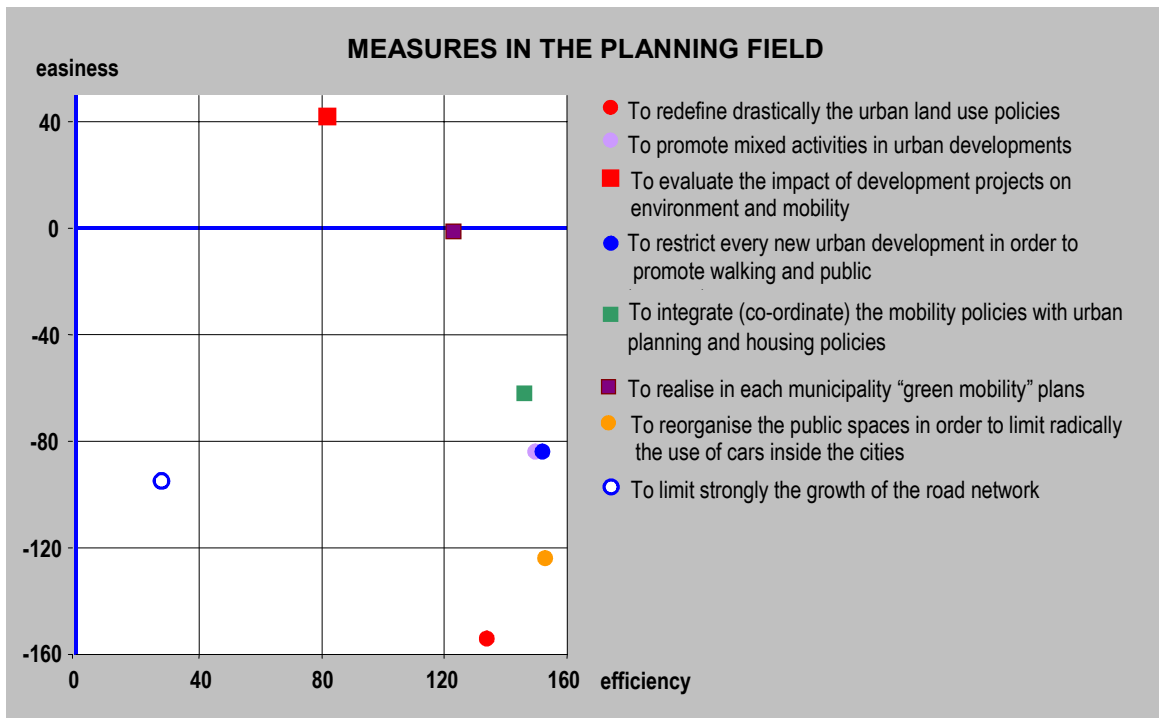 MEASURES IN THE PLANNING FIELD
easiness
40
0
-40
-80
-120
-160
0 40 80 120 160 efficiency
To redefine drastically the urban land use policies
To promote mixed activities in urban developments
To evaluate the impact of development projects on
environment and mobility
To restrict every new urban development in order to
promote walking and public
To integrate (co-ordinate) the mobility policies with urban
planning and housing policies
To realise in each municipality “green mobility” plans
To reorganise the public spaces in order to limit radically
the use of cars inside the cities
To limit strongly the growth of the road network